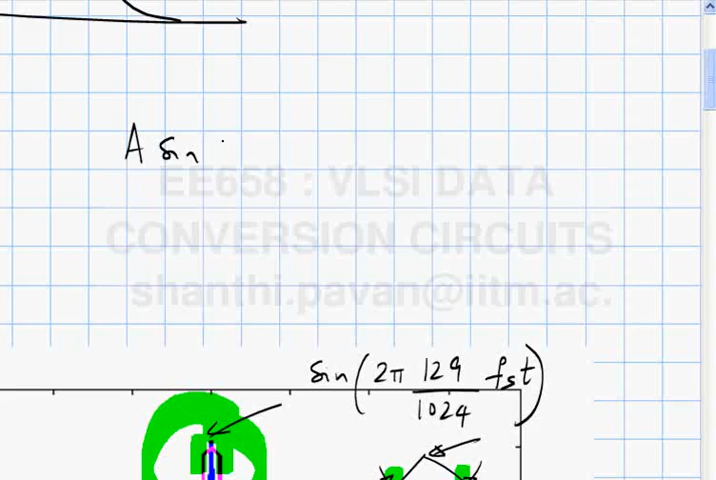 A sin
EE658 : VLSI DATA
CONVERSION CIRCUITS
shanthi.pavan@iitm.ac.
sin(2π 129/1024 fst)